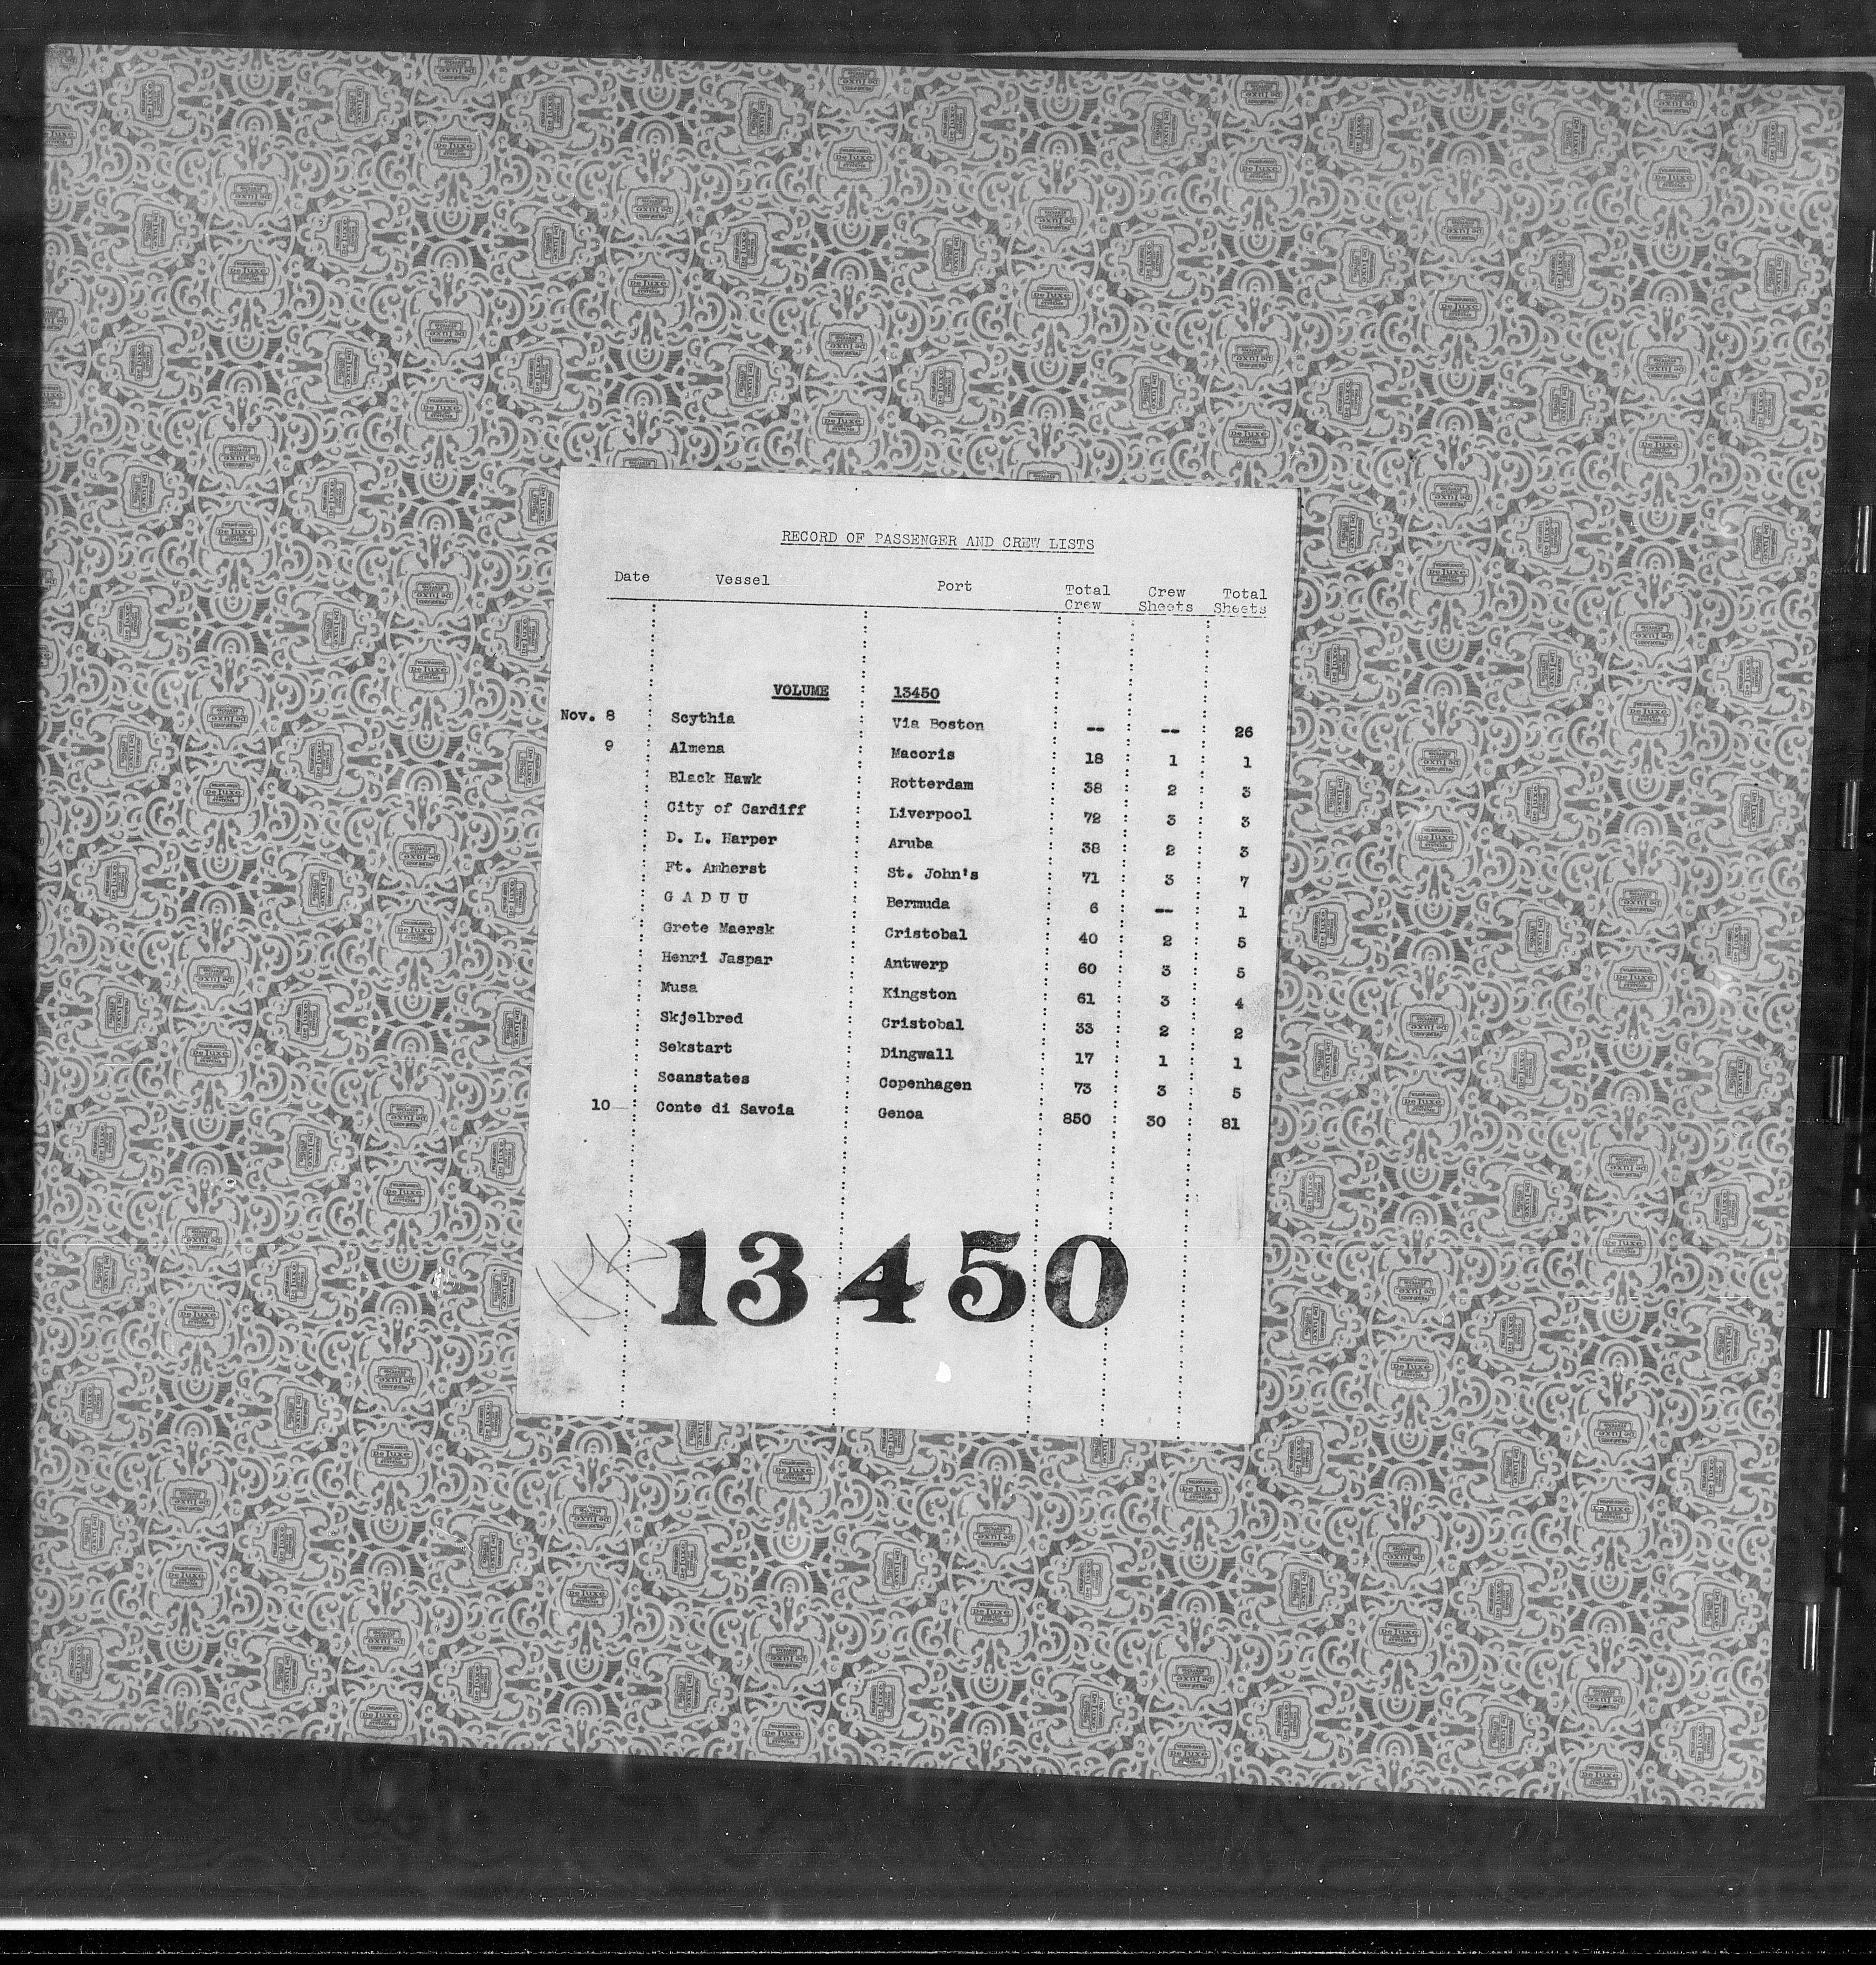 RECORD OF PASSENGER AND CREW LISTS
Date Vessel Port Total Crew Crew Sheets Total Sheets
VOLUME 13450
Nov. 8 Scythia Via Boston -- -- 26
9 Almena Macoris 18 1 1
Black Hawk Rotterdam 38 2 3
City of Cardiff Liverpool 72 3 3
D. L. Harper Aruba 38 2 3
Ft. Amherst St. John's 71 3 7
G A D U U Bermuda 6 -- 1
Grete Maersk Cristobal 40 2 5
Henri Jaspar Antwerp 60 3 5
Musa Kingston 61 3 4
Skjelbred Cristobal 33 2 2
Sekstart Dingwall 17 1 1
Scanstates Copenhagen 73 3 5
10 Conte di Savoia Genoa 850 30 81
13450
De luxe